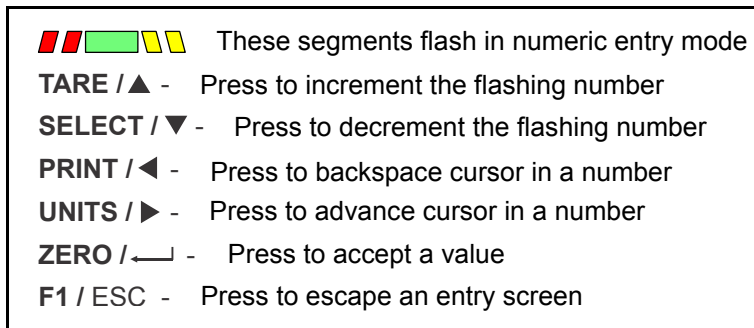 These segments flash in numeric entry mode
TARE / ▲ - Press to increment the flashing number
SELECT / ▼ - Press to decrement the flashing number
PRINT / ◀ - Press to backspace cursor in a number
UNITS / ▶ - Press to advance cursor in a number
ZERO / ↵ - Press to accept a value
F1 / ESC - Press to escape an entry screen